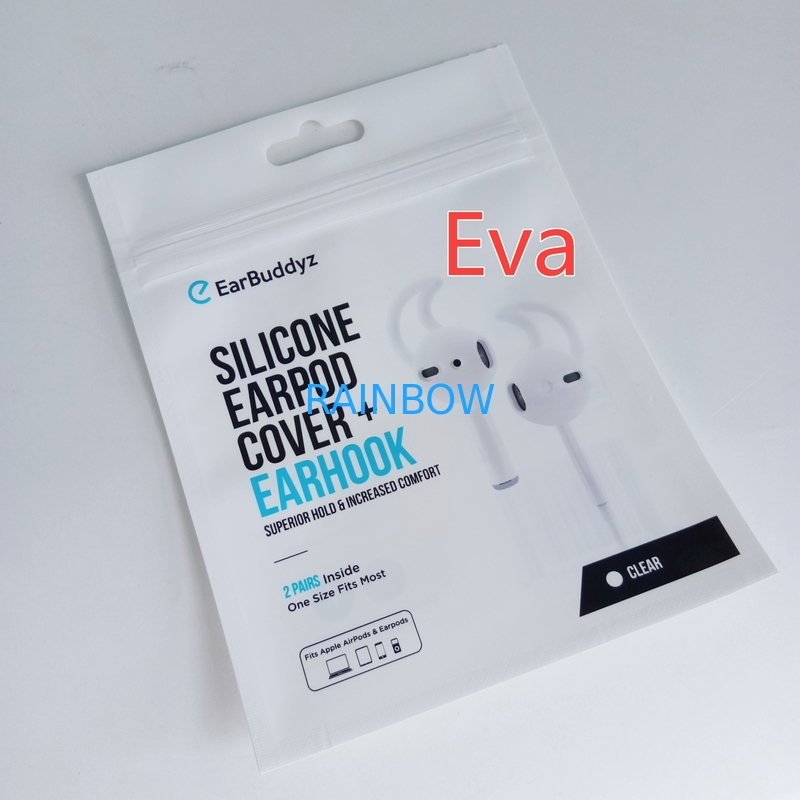 Eva
EarBuddyz
SILICONE
EARPOD
COVER +
RAINBOW
EARHOOK
SUPERIOR HOLD & INCREASED COMFORT
2 PAIRS Inside
One Size Fits Most
CLEAR
Fits Apple AirPods & Earpods